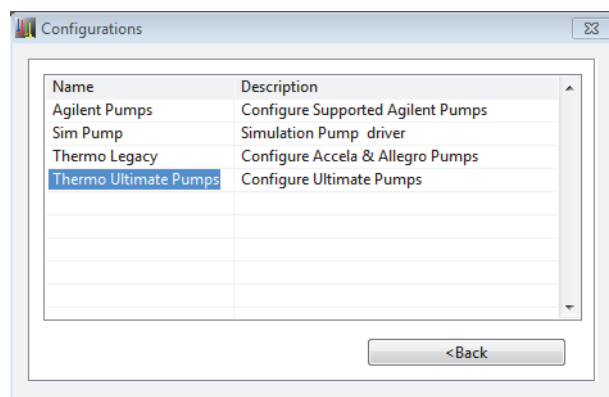 Configurations
Name Description
Agilent Pumps Configure Supported Agilent Pumps
Sim Pump Simulation Pump driver
Thermo Legacy Configure Accela & Allegro Pumps
Thermo Ultimate Pumps Configure Ultimate Pumps
<Back